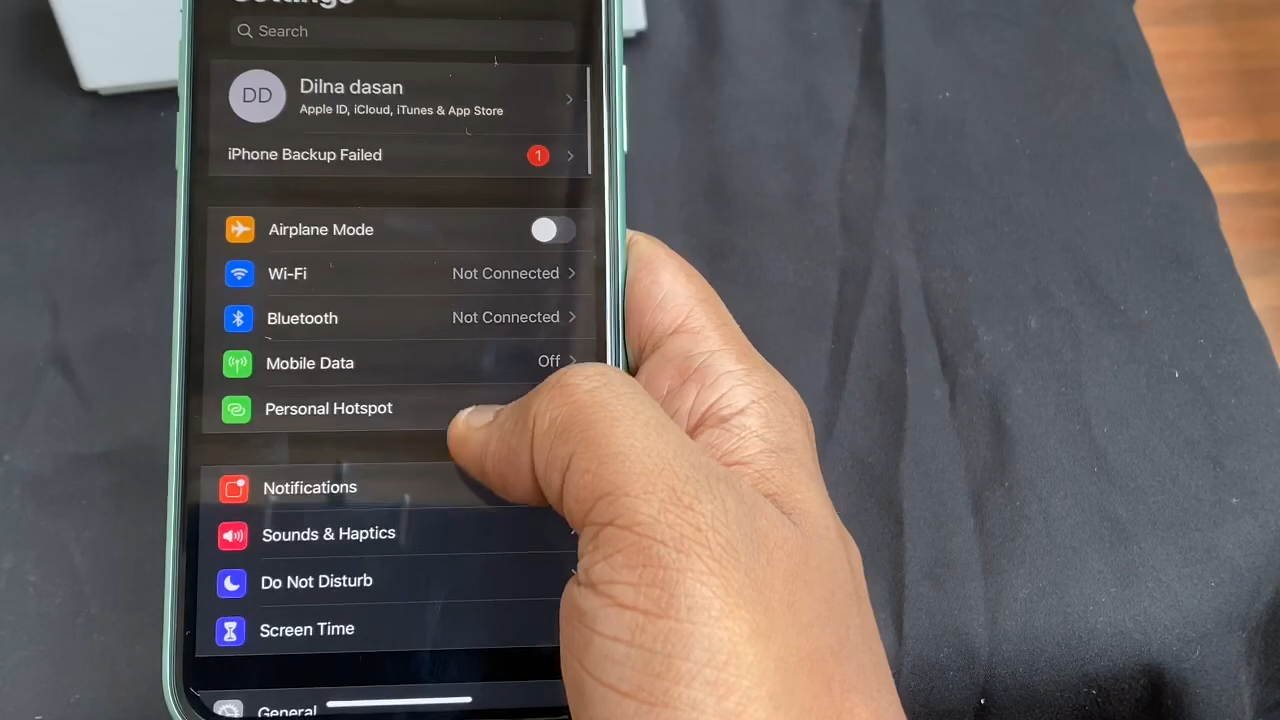 Settings
Search
DD
Dilna dasan
Apple ID, iCloud, iTunes & App Store
iPhone Backup Failed
1
Airplane Mode
Wi-Fi
Not Connected
Bluetooth
Not Connected
Mobile Data
Off
Personal Hotspot
Notifications
Sounds & Haptics
Do Not Disturb
Screen Time
General